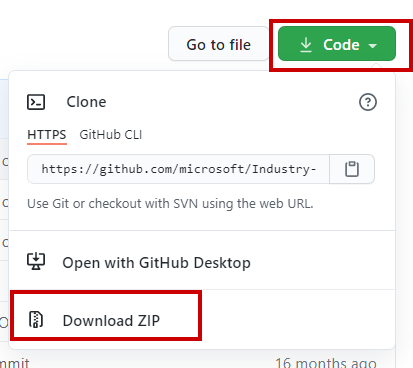 Go to file
Code
Clone
HTTPS GitHub CLI
https://github.com/microsoft/Industry-
Use Git or checkout with SVN using the web URL.
Open with GitHub Desktop
Download ZIP
16 months ago